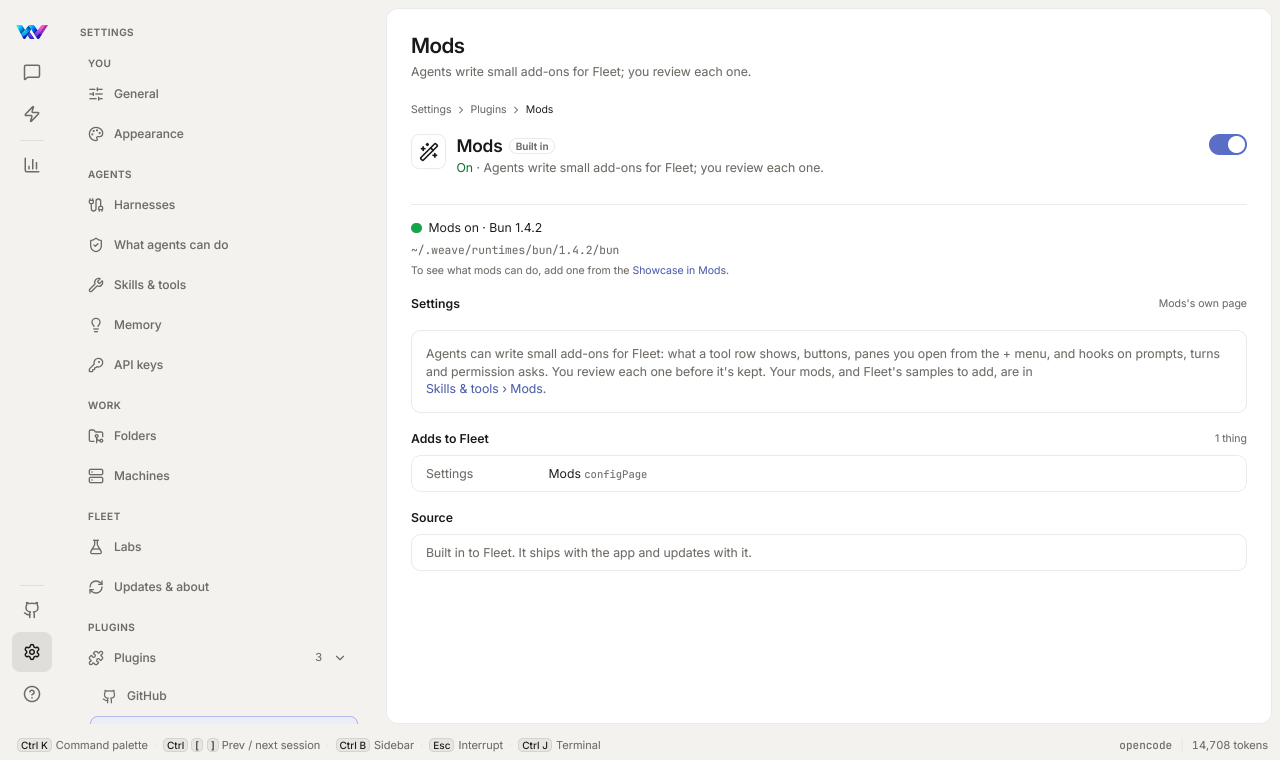 SETTINGS
YOU
General
Appearance
AGENTS
Harnesses
What agents can do
Skills & tools
Memory
API keys
WORK
Folders
Machines
FLEET
Labs
Updates & about
PLUGINS
Plugins 3
GitHub
Mods
Agents write small add-ons for Fleet; you review each one.
Settings > Plugins > Mods
Mods Built in
On · Agents write small add-ons for Fleet; you review each one.
Mods on · Bun 1.4.2
~/.weave/runtimes/bun/1.4.2/bun
To see what mods can do, add one from the Showcase in Mods.
Settings Mods's own page
Agents can write small add-ons for Fleet: what a tool row shows, buttons, panes you open from the + menu, and hooks on prompts, turns
and permission asks. You review each one before it's kept. Your mods, and Fleet's samples to add, are in
Skills & tools › Mods.
Adds to Fleet 1 thing
Settings Mods configPage
Source
Built in to Fleet. It ships with the app and updates with it.
Ctrl K Command palette Ctrl [ ] Prev / next session Ctrl B Sidebar Esc Interrupt Ctrl J Terminal opencode 14,708 tokens